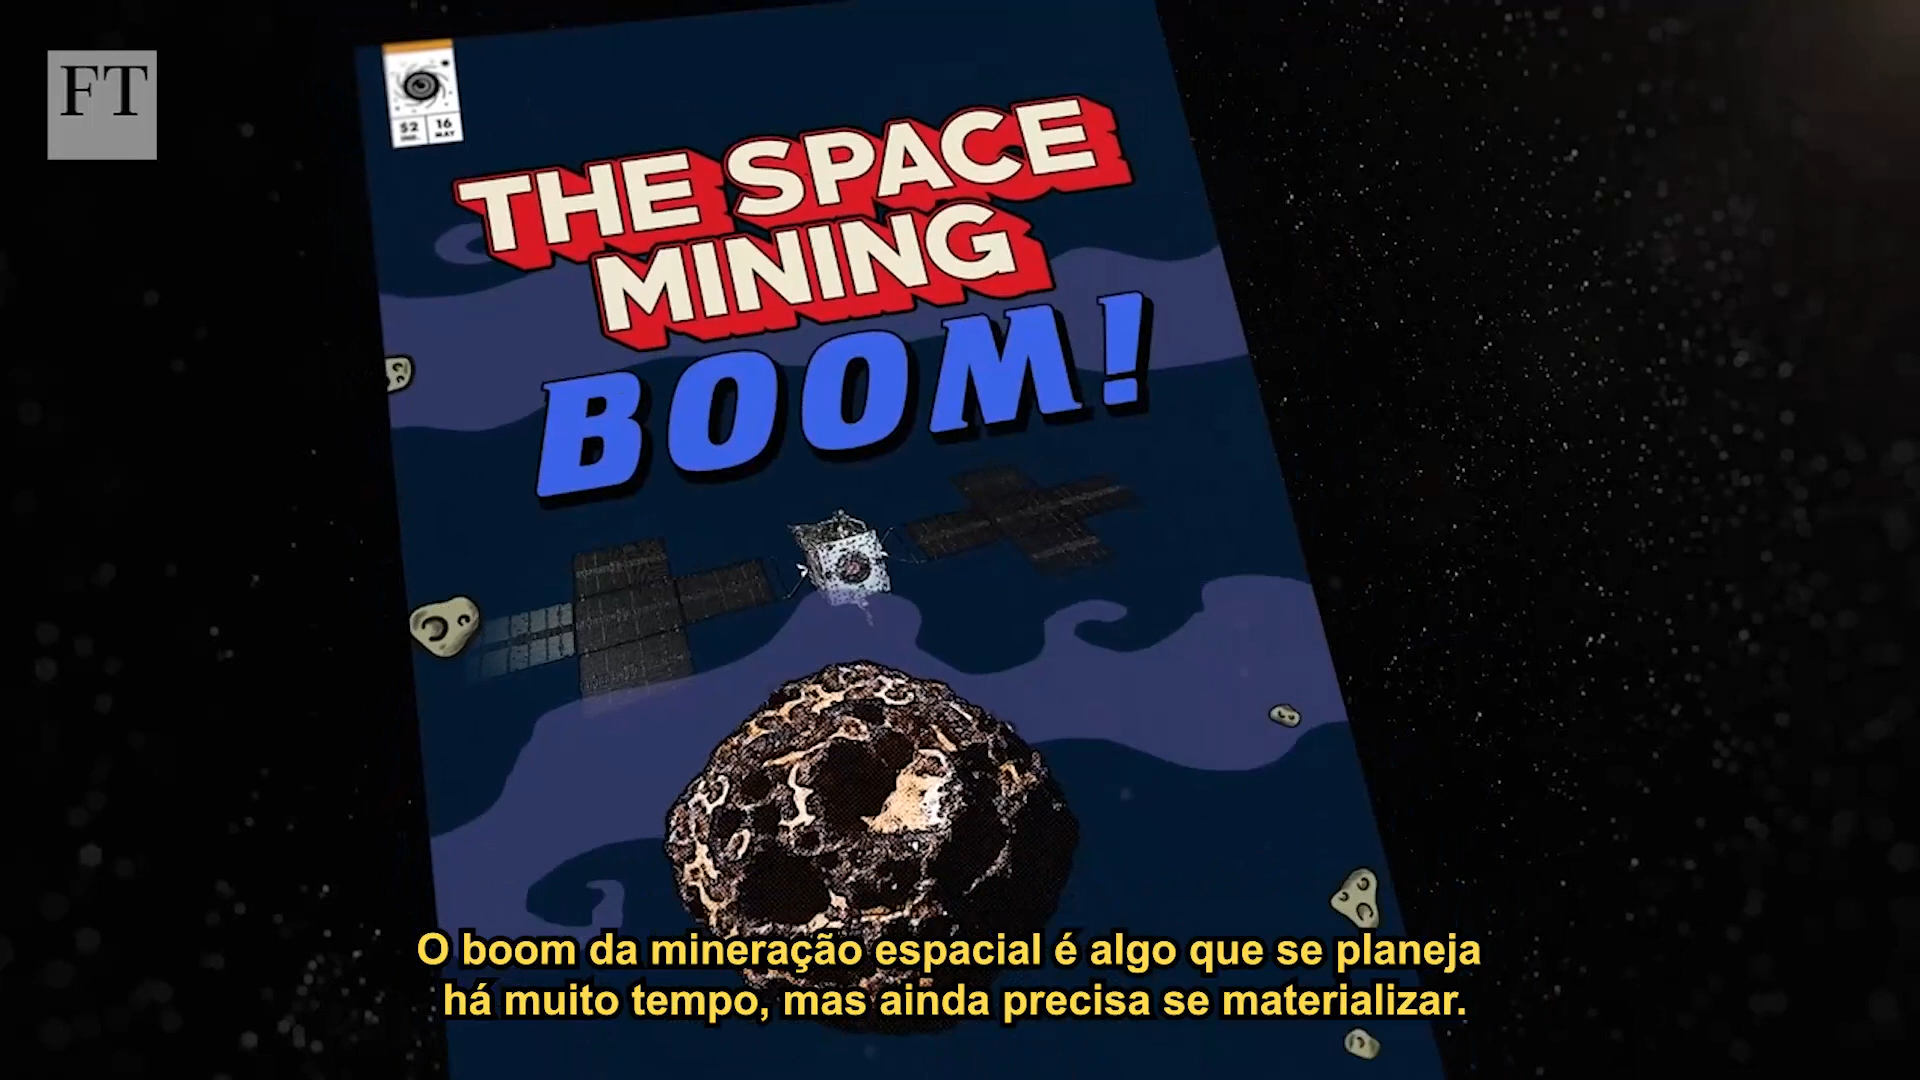 FT
$2
16
MAY
THE SPACE
MINING
BOOM!
O boom da mineração espacial é algo que se planeja
há muito tempo, mas ainda precisa se materializar.